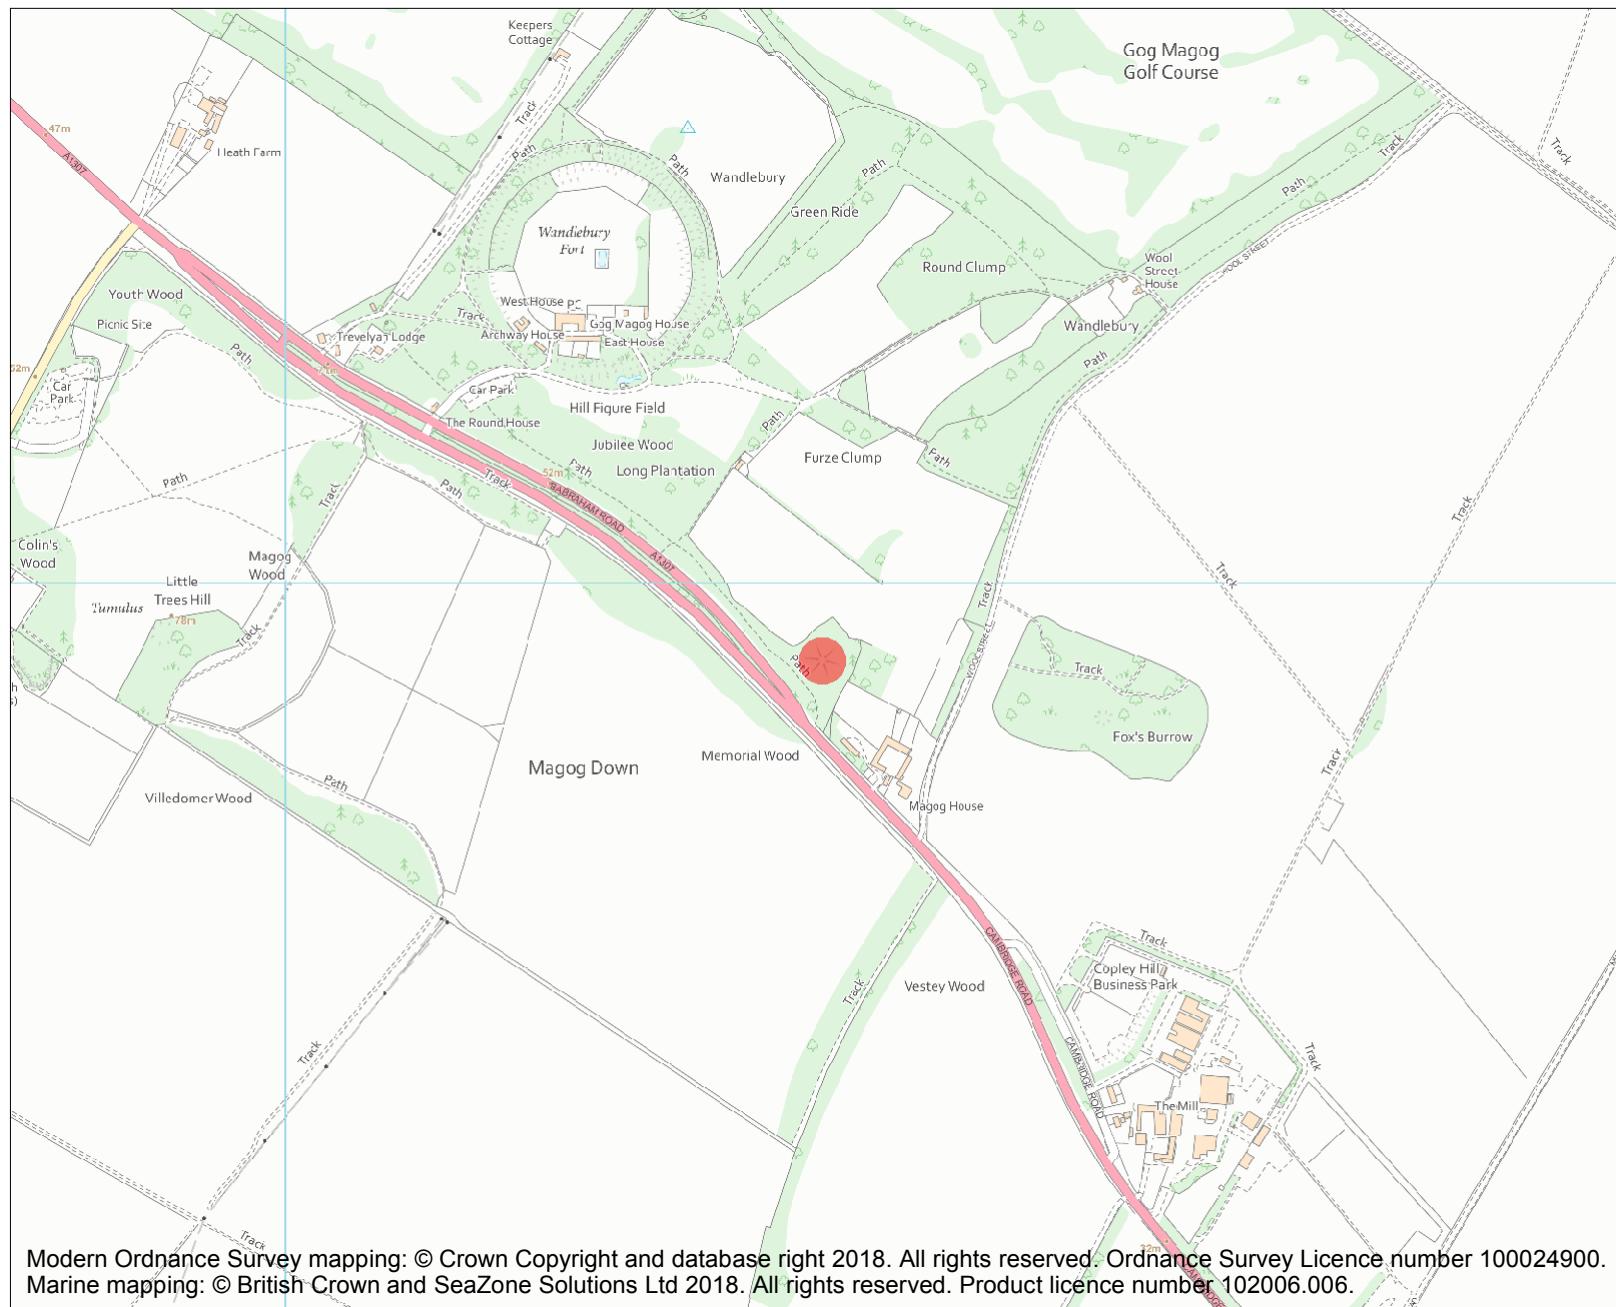 Keepers
Cottage
Gog Magog
Golf Course
47m
A1307
Heath Farm
Track
Path
Path
Wandlebury
Path
Green Ride
Track
Track
Path
Wandlebury
Fort
Round Clump
Wool
Street
House
WOOL STREET
Youth Wood
Picnic Site
West House
Track
Gog Magog House
Archway House
East House
Trevelyan Lodge
Wandlebury
Path
Path
71m
52m
Car
Park
Car Park
Hill Figure Field
The Round House
Jubilee Wood
Path
Furze Clump
Path
Long Plantation
Path
52m
Track
Path
BABRAHAM ROAD
Path
Track
Track
A1307
Track
Colin's
Wood
Magog
Wood
Little
Trees Hill
Tumulus
78m
Track
Track
WOOL STREET
Path
Track
Fox's Burrow
Memorial Wood
Magog Down
Track
Path
Villedomer Wood
Magog House
CAMBRIDGE ROAD
Track
Copley Hill
Business Park
Vestey Wood
Track
Track
Track
CAMBRIDGE ROAD
The Mill
Track
32m
CAMBRIDGE
Modern Ordnance Survey mapping: © Crown Copyright and database right 2018. All rights reserved. Ordnance Survey Licence number 100024900.
Marine mapping: © British Crown and SeaZone Solutions Ltd 2018. All rights reserved. Product licence number 102006.006.